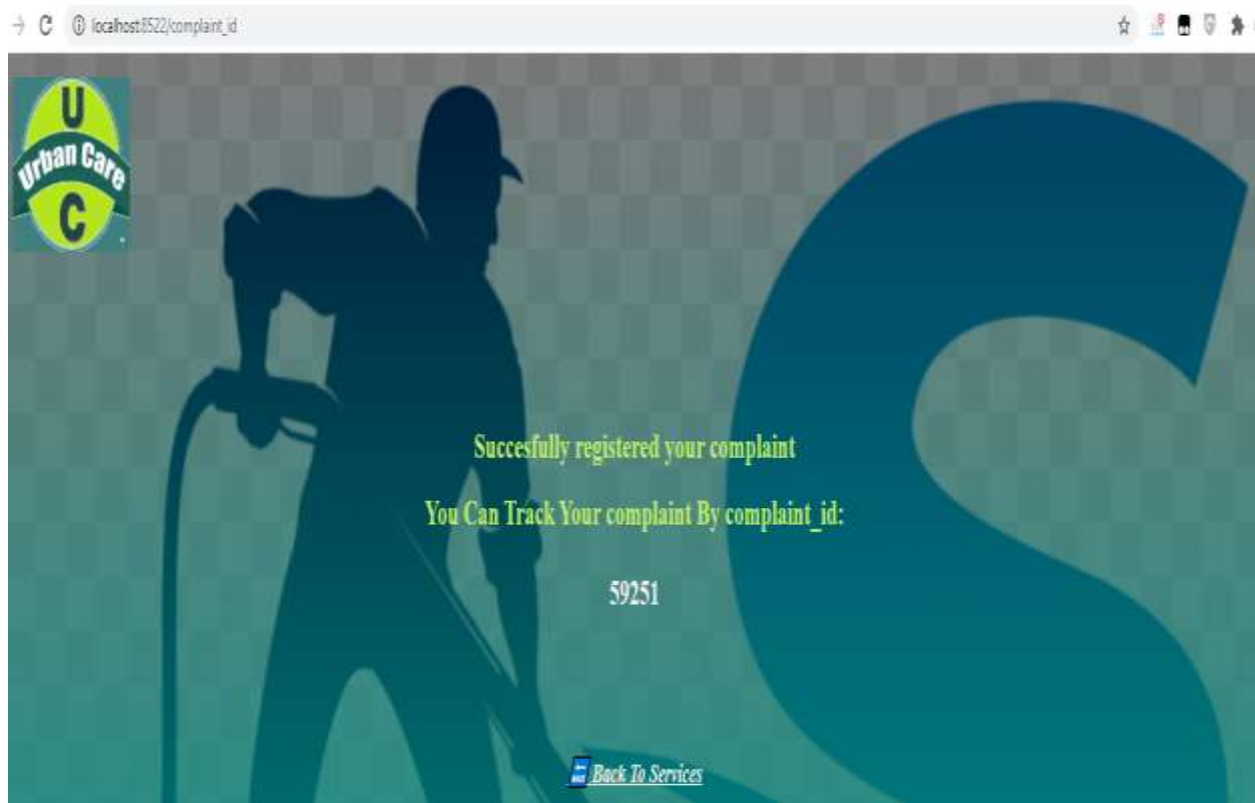 localhost:8522/complaint_id
U
Urban Care
C
Succesfully registered your complaint
You Can Track Your complaint By complaint_id:
59251
Back To Services